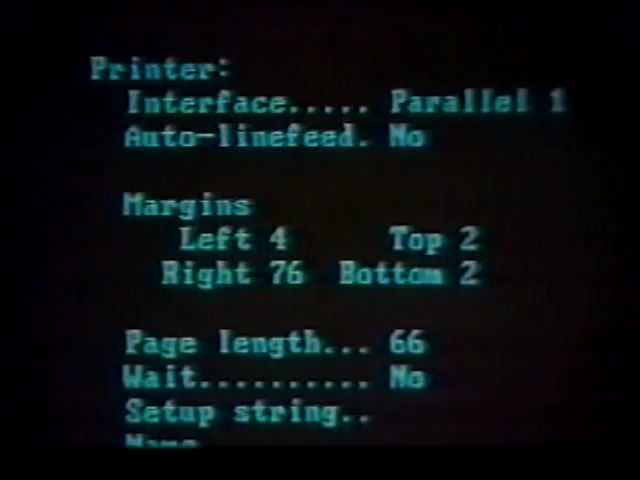 Printer:
Interface..... Parallel 1
Auto-linefeed. No
Margins
Left 4 Top 2
Right 76 Bottom 2
Page length... 66
Wait.......... No
Setup string..
Name